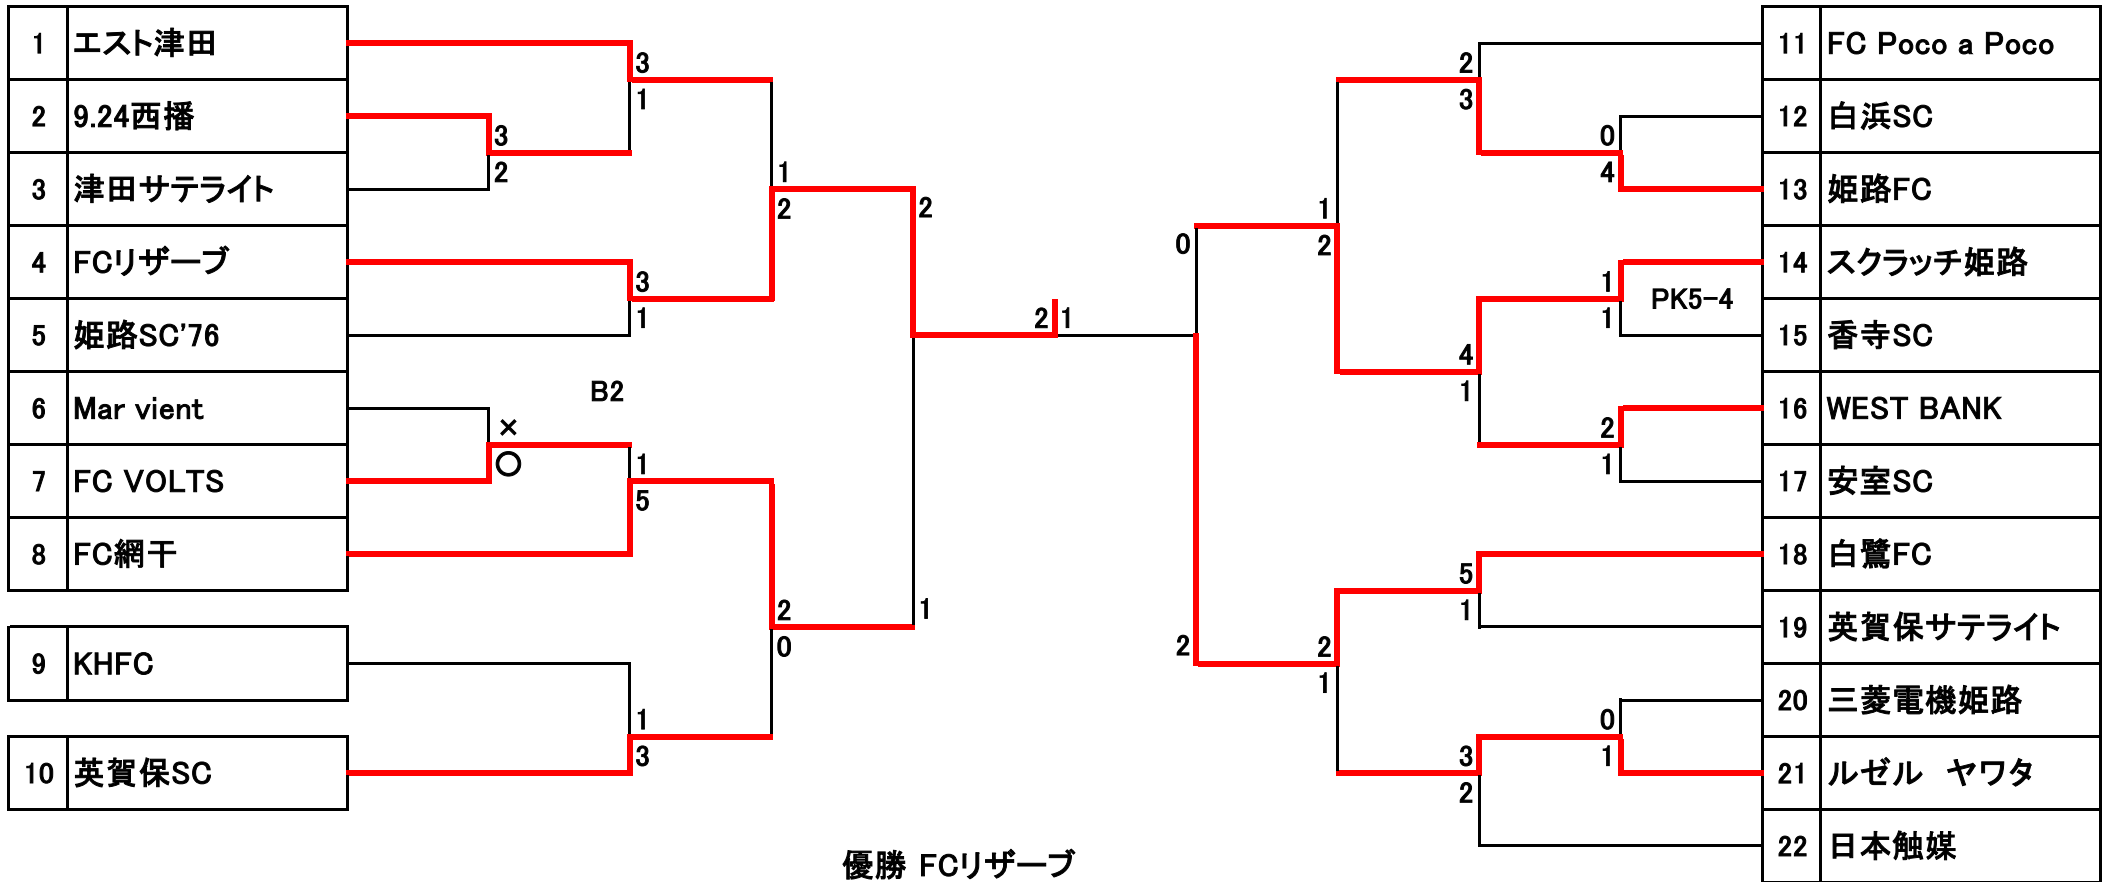 1 エスト津田
2 9.24西播
3 津田サテライト
4 FCリザーブ
5 姫路SC'76
6 Mar vient
7 FC VOLTS
8 FC網干
9 KHFC
10 英賀保SC
3
1
3
2
3
1
B2
×
○
1
5
1
3
1
2
2
0
2
1
2 1
0
2
1
2
2
1
2
3
4
1
5
1
3
2
0
4
1
PK5-4
1
2
1
0
1
11 FC Poco a Poco
12 白浜SC
13 姫路FC
14 スクラッチ姫路
15 香寺SC
16 WEST BANK
17 安室SC
18 白鷺FC
19 英賀保サテライト
20 三菱電機姫路
21 ルゼル　ヤワタ
22 日本触媒
優勝 FCリザーブ